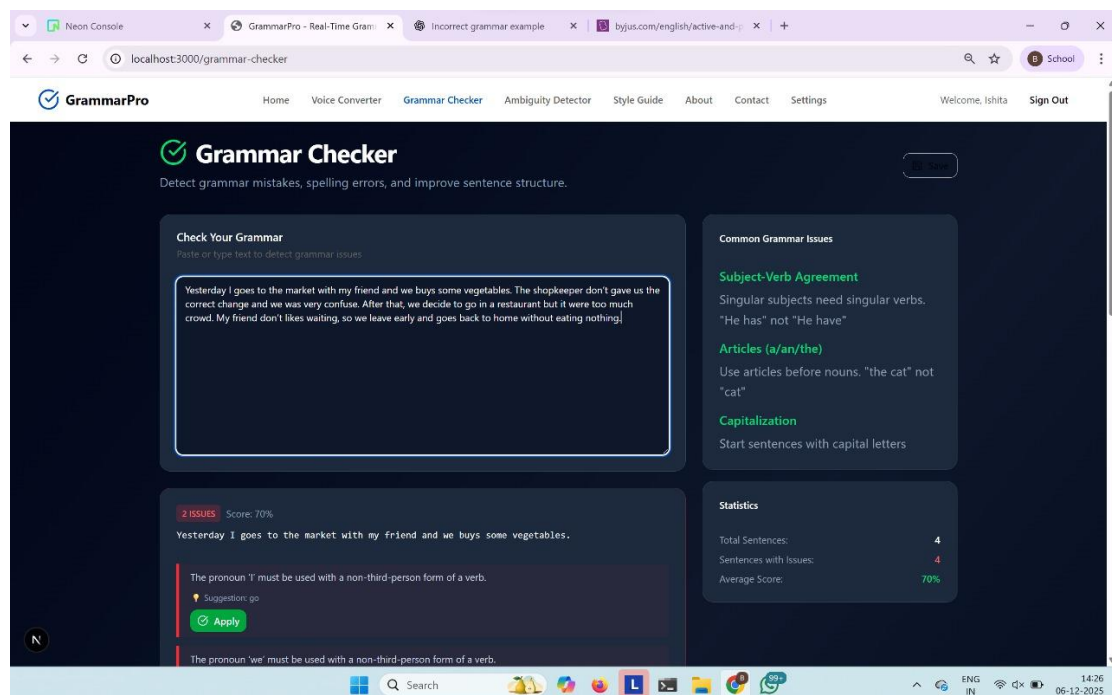 Neon Console
GrammarPro - Real-Time Gram
Incorrect grammar example
byjus.com/english/active-and-p
localhost:3000/grammar-checker
B School
GrammarPro
Home Voice Converter Grammar Checker Ambiguity Detector Style Guide About Contact Settings
Welcome, Ishita Sign Out
Grammar Checker
Save
Detect grammar mistakes, spelling errors, and improve sentence structure.
Check Your Grammar
Paste or type text to detect grammar issues
Yesterday I goes to the market with my friend and we buys some vegetables. The shopkeeper don't gave us the
correct change and we was very confuse. After that, we decide to go in a restaurant but it were too much
crowd. My friend don't likes waiting, so we leave early and goes back to home without eating nothing.
Common Grammar Issues
Subject-Verb Agreement
Singular subjects need singular verbs.
"He has" not "He have"
Articles (a/an/the)
Use articles before nouns. "the cat" not
"cat"
Capitalization
Start sentences with capital letters
2 ISSUES Score: 70%
Yesterday I goes to the market with my friend and we buys some vegetables.
The pronoun 'I' must be used with a non-third-person form of a verb.
Suggestion: go
Apply
The pronoun 'we' must be used with a non-third-person form of a verb.
Statistics
Total Sentences: 4
Sentences with Issues: 4
Average Score: 70%
N
Search
L
99+
ENG
IN
14:26
06-12-2025